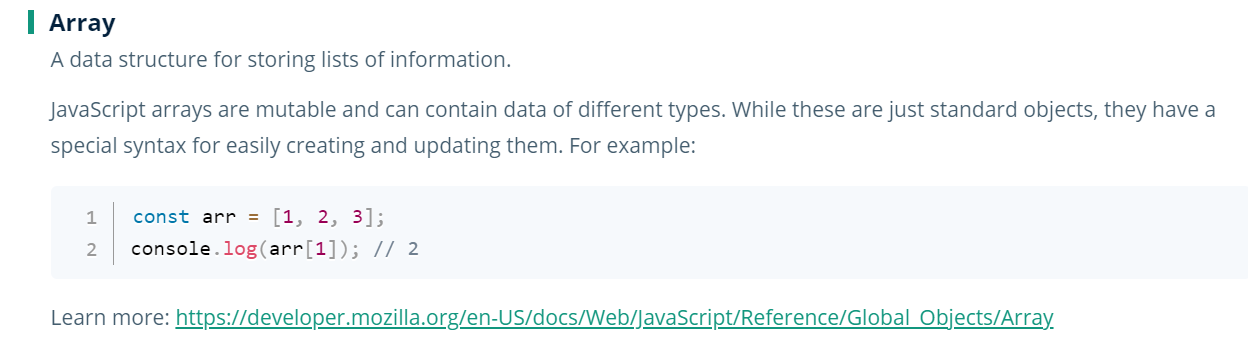 Array
A data structure for storing lists of information.
JavaScript arrays are mutable and can contain data of different types. While these are just standard objects, they have a
special syntax for easily creating and updating them. For example:
1 const arr = [1, 2, 3];
2 console.log(arr[1]); // 2
Learn more: https://developer.mozilla.org/en-US/docs/Web/JavaScript/Reference/Global_Objects/Array